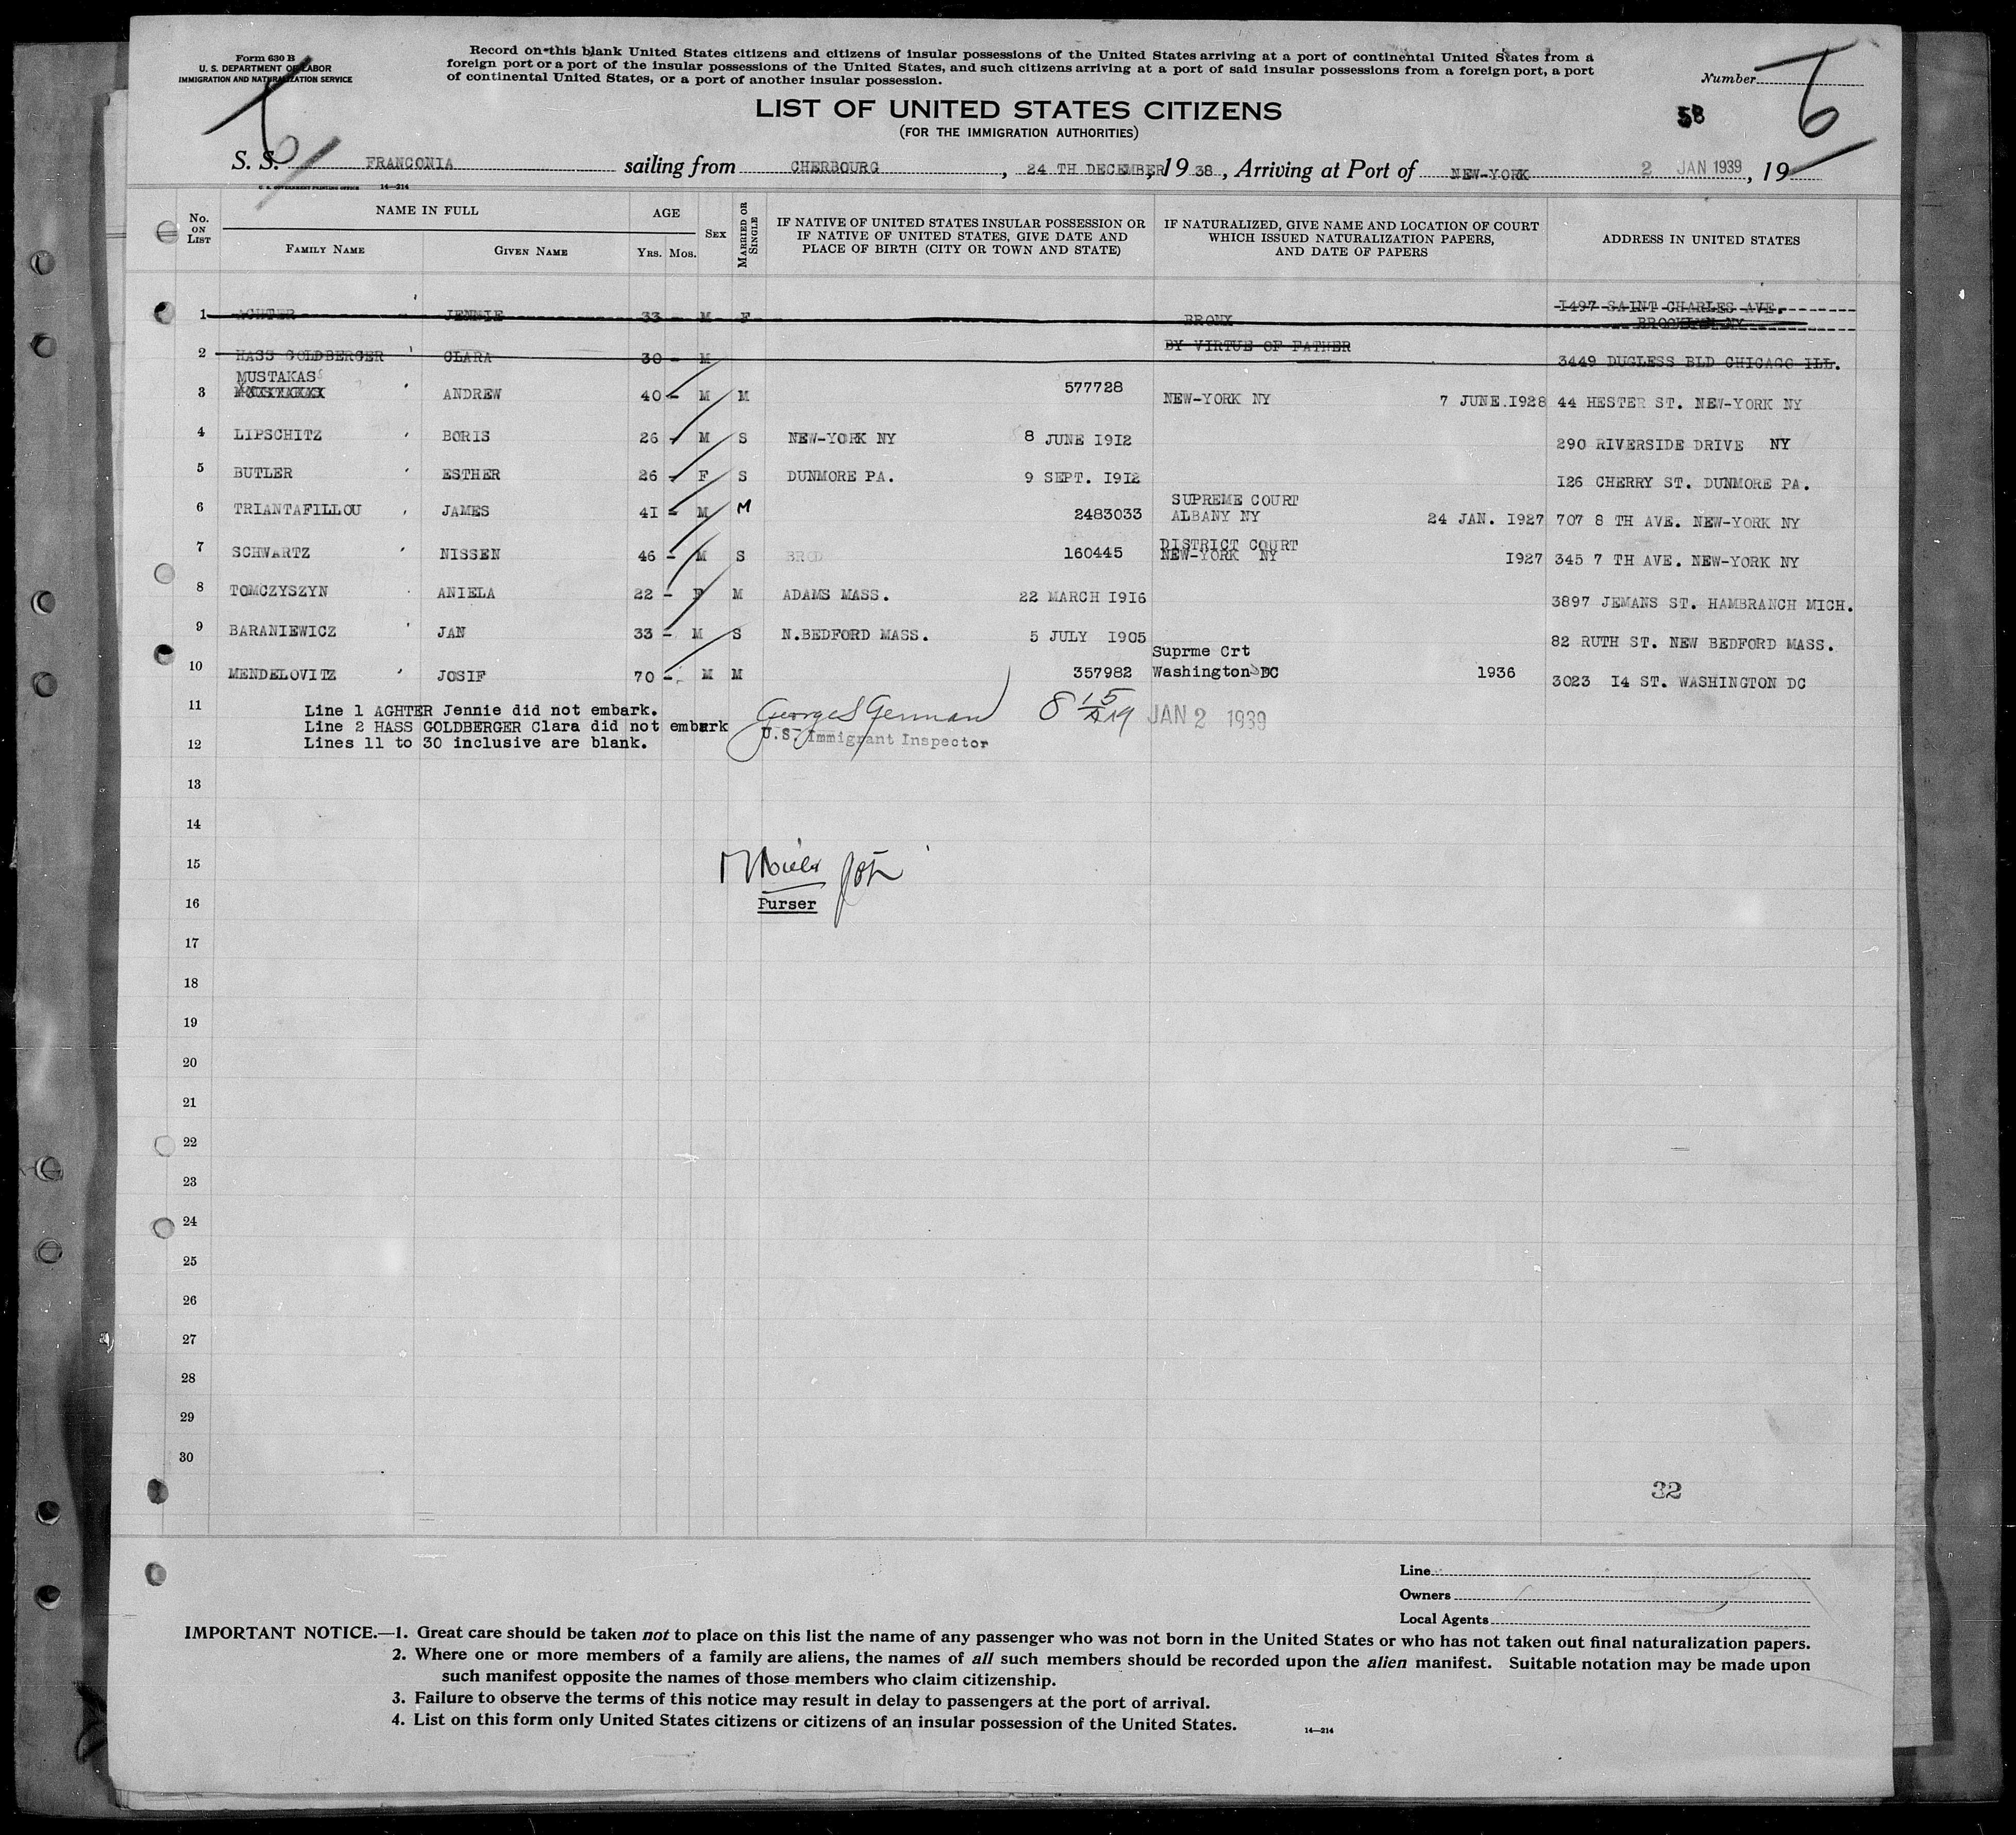 Form 630 B
U. S. DEPARTMENT OF LABOR
IMMIGRATION AND NATURALIZATION SERVICE
Record on this blank United States citizens and citizens of insular possessions of the United States arriving at a port of continental United States from a
foreign port or a port of the insular possessions of the United States, and such citizens arriving at a port of said insular possessions from a foreign port, a port
of continental United States, or a port of another insular possession.
Number
6
6
58
LIST OF UNITED STATES CITIZENS
(FOR THE IMMIGRATION AUTHORITIES)
S. S. FRANCONIA sailing from CHERBOURG, 24 TH DECEMBER, 19 38, Arriving at Port of NEW-YORK 2 JAN 1939, 19
U. S. GOVERNMENT PRINTING OFFICE 14—214
No. ON LIST
NAME IN FULL
FAMILY NAME
GIVEN NAME
AGE
YRS.
MOS.
SEX
MARRIED OR SINGLE
IF NATIVE OF UNITED STATES INSULAR POSSESSION OR
IF NATIVE OF UNITED STATES, GIVE DATE AND
PLACE OF BIRTH (CITY OR TOWN AND STATE)
IF NATURALIZED, GIVE NAME AND LOCATION OF COURT
WHICH ISSUED NATURALIZATION PAPERS,
AND DATE OF PAPERS
ADDRESS IN UNITED STATES
1 AGHTER JENNIE 33 - M - F BRONX 1497 SAINT CHARLES AVE. BROOKLYN NY
2 HASS GOLDBERGER CLARA 30 - M BY VIRTUE OF FATHER 3449 DUGLESS BLD CHICAGO ILL.
3 MUSTAKAS ANDREW 40 - M M 577728 NEW-YORK NY 7 JUNE.I928 44 HESTER ST. NEW-YORK NY
4 LIPSCHITZ BORIS 26 - M S NEW-YORK NY 8 JUNE I9I2 290 RIVERSIDE DRIVE NY
5 BUTLER ESTHER 26 - F S DUNMORE PA. 9 SEPT. I9I2 I26 CHERRY ST. DUNMORE PA.
6 TRIANTAFILLOU JAMES 4I - M M 2483033 SUPREME COURT ALBANY NY 24 JAN. I927 707 8 TH AVE. NEW-YORK NY
7 SCHWARTZ NISSEN 46 - M S 160445 DISTRICT COURT NEW-YORK NY I927 345 7 TH AVE. NEW-YORK NY
8 TOMCZYSZYN ANIELA 22 - F M ADAMS MASS. 22 MARCH I9I6 3897 JEMANS ST. HAMBRANCH MICH.
9 BARANIEWICZ JAN 33 - M S N.BEDFORD MASS. 5 JULY I905 82 RUTH ST. NEW BEDFORD MASS.
10 MENDELOVITZ JOSIF 70 - M M 357982 Suprme Crt Washington DC 1936 3023 I4 ST. WASHINGTON DC
11
Line 1 AGHTER Jennie did not embark.
Line 2 HASS GOLDBERGER Clara did not embark
12
Lines 11 to 30 inclusive are blank.
George S German
U.S. Immigrant Inspector
JAN 2 1939
13
14
15
16
Purser
17
18
19
20
21
22
23
24
25
26
27
28
29
30
32
Line
Owners
Local Agents
IMPORTANT NOTICE.—1. Great care should be taken not to place on this list the name of any passenger who was not born in the United States or who has not taken out final naturalization papers.
2. Where one or more members of a family are aliens, the names of all such members should be recorded upon the alien manifest. Suitable notation may be made upon
such manifest opposite the names of those members who claim citizenship.
3. Failure to observe the terms of this notice may result in delay to passengers at the port of arrival.
4. List on this form only United States citizens or citizens of an insular possession of the United States.
14—214